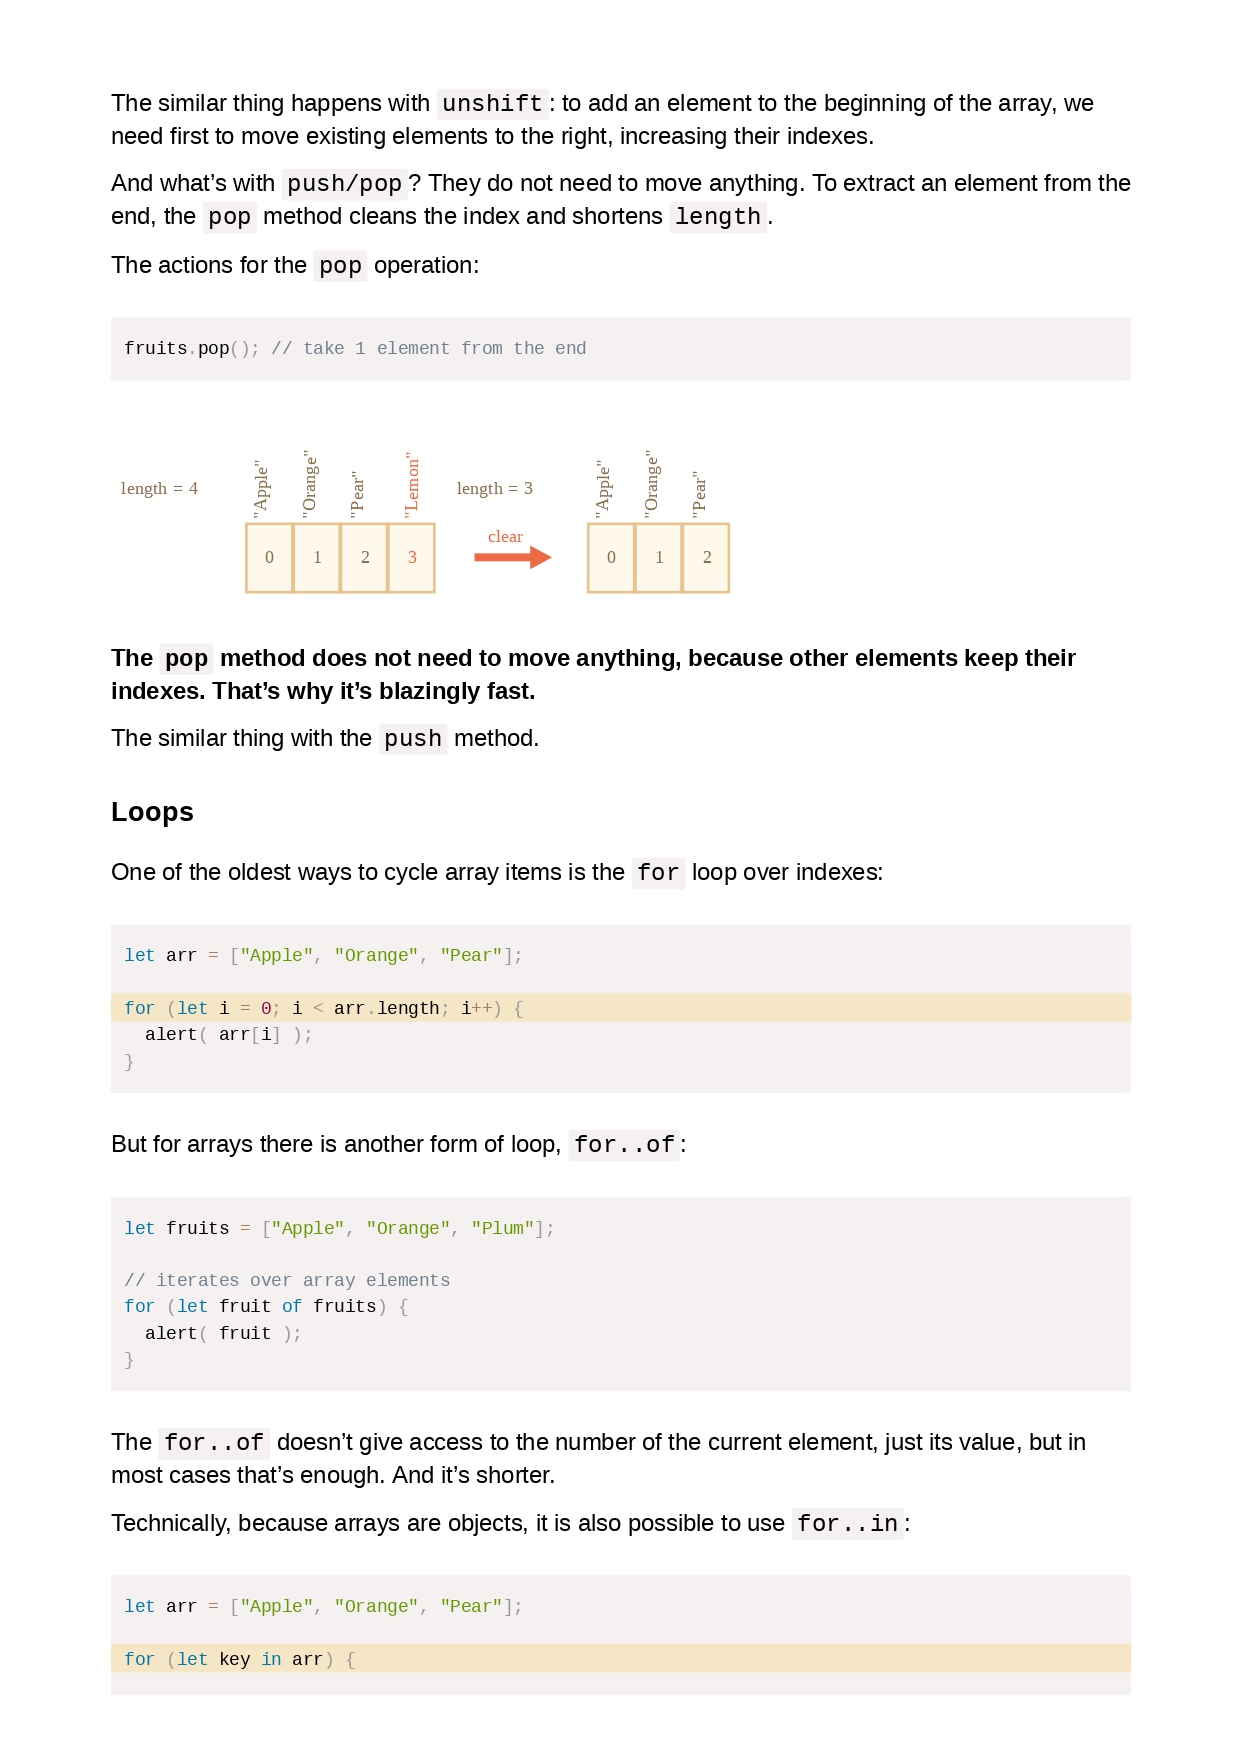 The similar thing happens with unshift: to add an element to the beginning of the array, we
need first to move existing elements to the right, increasing their indexes.
And what’s with push/pop? They do not need to move anything. To extract an element from the
end, the pop method cleans the index and shortens length.
The actions for the pop operation:
fruits.pop(); // take 1 element from the end
length = 4
"Apple"
"Orange"
"Pear"
"Lemon"
0 1 2 3
length = 3
clear
"Apple"
"Orange"
"Pear"
0 1 2
The pop method does not need to move anything, because other elements keep their
indexes. That’s why it’s blazingly fast.
The similar thing with the push method.
Loops
One of the oldest ways to cycle array items is the for loop over indexes:
let arr = ["Apple", "Orange", "Pear"];
for (let i = 0; i < arr.length; i++) {
  alert( arr[i] );
}
But for arrays there is another form of loop, for..of:
let fruits = ["Apple", "Orange", "Plum"];
// iterates over array elements
for (let fruit of fruits) {
  alert( fruit );
}
The for..of doesn’t give access to the number of the current element, just its value, but in
most cases that’s enough. And it’s shorter.
Technically, because arrays are objects, it is also possible to use for..in:
let arr = ["Apple", "Orange", "Pear"];
for (let key in arr) {